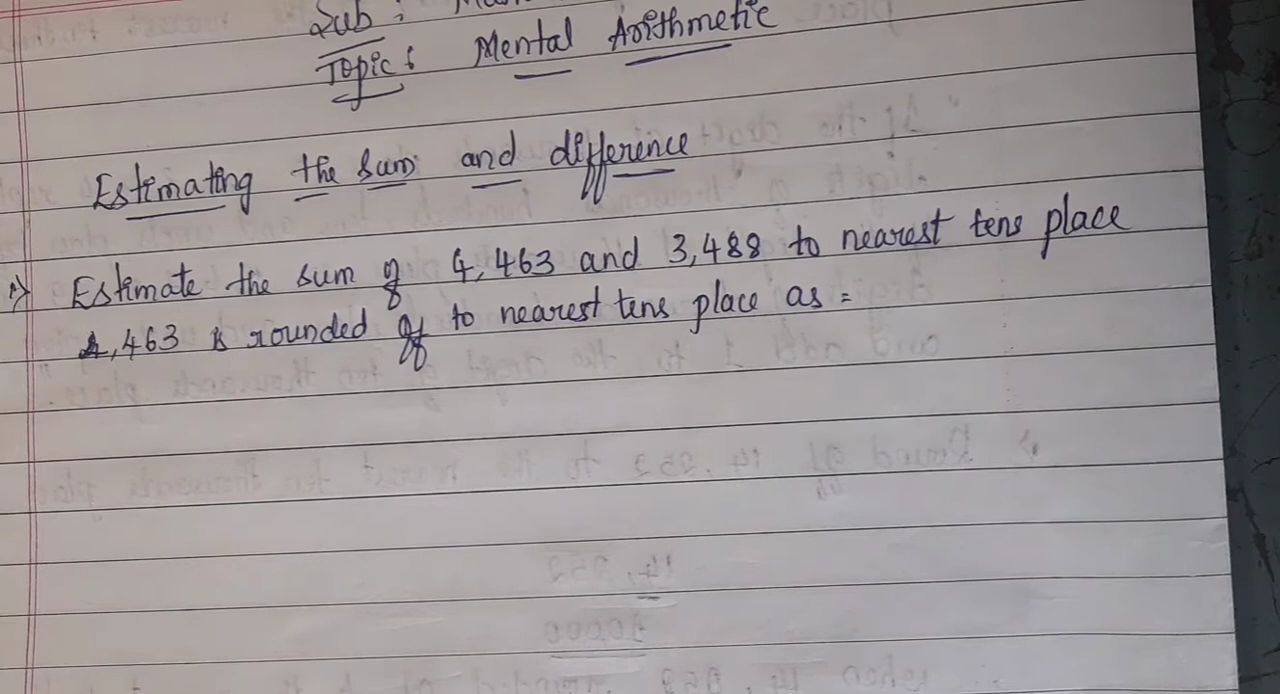 Sub :
Topic : Mental Arithmetic
Estimating the sum and difference
1) Estimate the sum of 4,463 and 3,488 to nearest tens place
4,463 is rounded off to nearest tens place as =